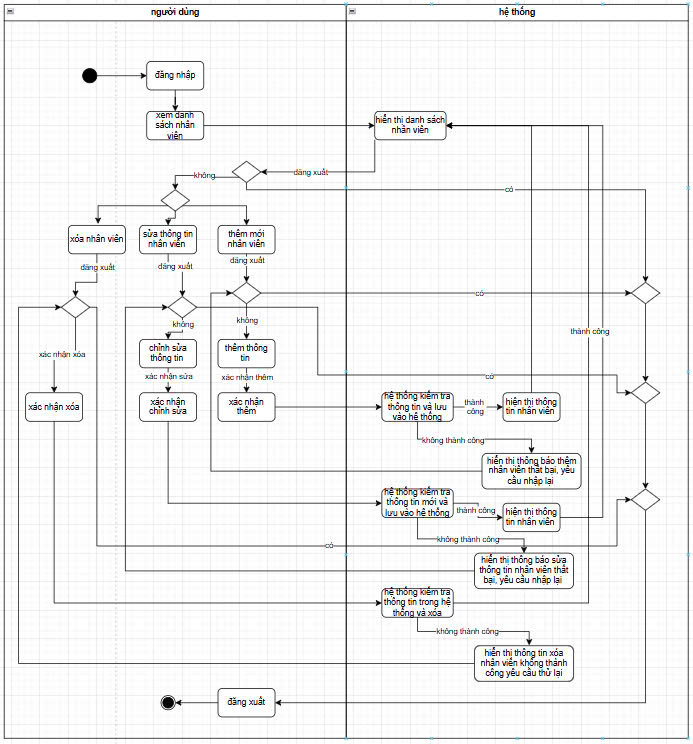 người dùng
hệ thống
đăng nhập
xem danh
sách nhân
viên
hiển thị danh sách
nhân viên
đăng xuất
không
có
xóa nhân viên
sửa thông tin
nhân viên
thêm mới
nhân viên
đăng xuất
đăng xuất
đăng xuất
có
không
không
thành công
chỉnh sửa
thông tin
thêm thông
tin
xác nhận xóa
xác nhận sửa
xác nhận thêm
có
xác nhận xóa
xác nhận
chỉnh sửa
xác nhận
thêm
hệ thống kiểm tra
thông tin và lưu
vào hệ thống
thành
công
hiển thị thông
tin nhân viên
không thành công
hiển thị thông báo thêm
nhân viên thất bại, yêu
cầu nhập lại
hệ thống kiểm tra
thông tin mới và
lưu vào hệ thống
thành công
hiển thị thông
tin nhân viên
không thành công
có
hiển thị thông báo sửa
thông tin nhân viên thất
bại, yêu cầu nhập lại
hệ thống kiểm tra
thông tin trong hệ
thống và xóa
không thành công
hiển thị thông tin xóa
nhân viên không thành
công yêu cầu thử lại
đăng xuất